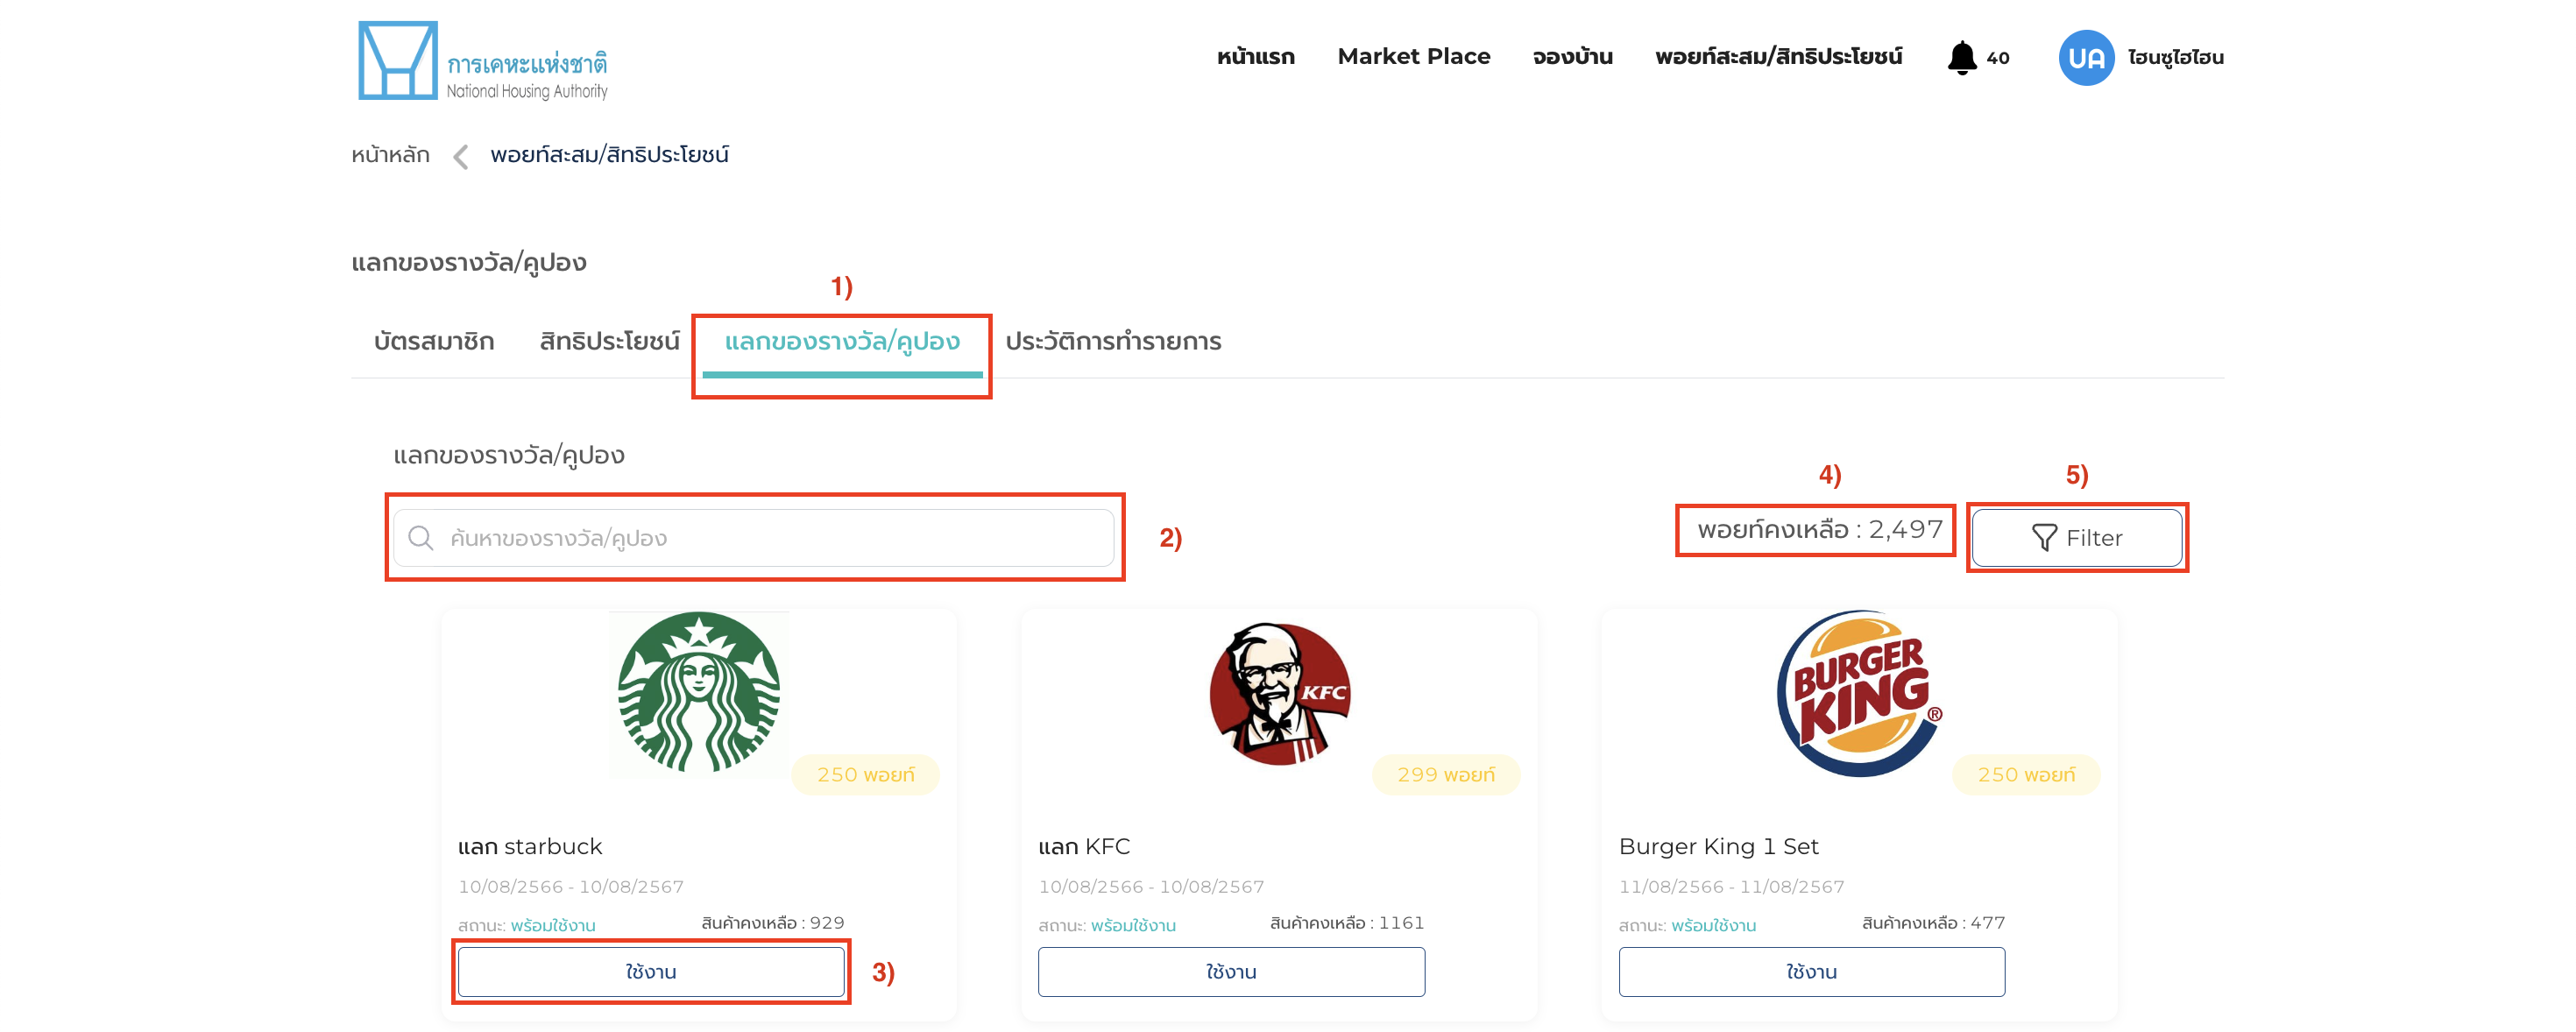 การเคหะแห่งชาติ
National Housing Authority
หน้าแรก Market Place จองบ้าน พอยท์สะสม/สิทธิประโยชน์ 40 UA ไฮนซูไฮไฮน
หน้าหลัก พอยท์สะสม/สิทธิประโยชน์
แลกของรางวัล/คูปอง
1)
บัตรสมาชิก สิทธิประโยชน์ แลกของรางวัล/คูปอง ประวัติการทำรายการ
แลกของรางวัล/คูปอง
4) 5)
ค้นหาของรางวัล/คูปอง 2) พอยท์คงเหลือ : 2,497 Filter
KFC
BURGER KING ®
250 พอยท์ 299 พอยท์ 250 พอยท์
แลก starbuck แลก KFC Burger King 1 Set
10/08/2566 - 10/08/2567 10/08/2566 - 10/08/2567 11/08/2566 - 11/08/2567
สถานะ: พร้อมใช้งาน สินค้าคงเหลือ : 929 สถานะ: พร้อมใช้งาน สินค้าคงเหลือ : 1161 สถานะ: พร้อมใช้งาน สินค้าคงเหลือ : 477
ใช้งาน 3) ใช้งาน ใช้งาน